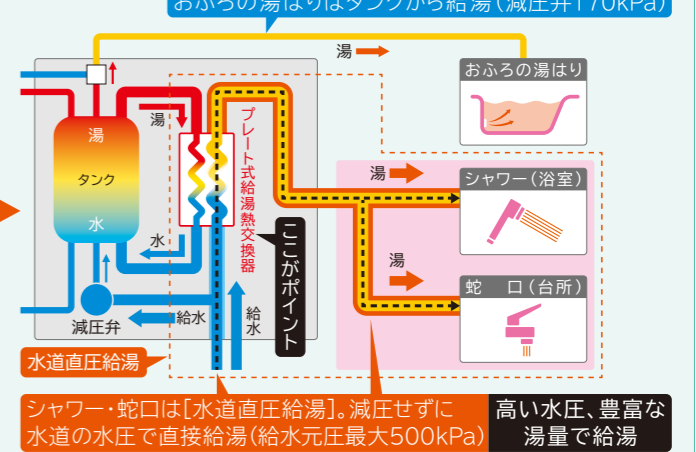 おふろの湯はりはタンクから給湯(減圧弁170kPa)
湯
おふろの湯はり
湯
タンク
水
湯
水
プレート式給湯熱交換器
ここがポイント
湯
シャワー(浴室)
湯
蛇 口(台所)
減圧弁
給水
給水
水道直圧給湯
シャワー・蛇口は[水道直圧給湯]。減圧せずに
水道の水圧で直接給湯(給水元圧最大500kPa)
高い水圧、豊富な
湯量で給湯